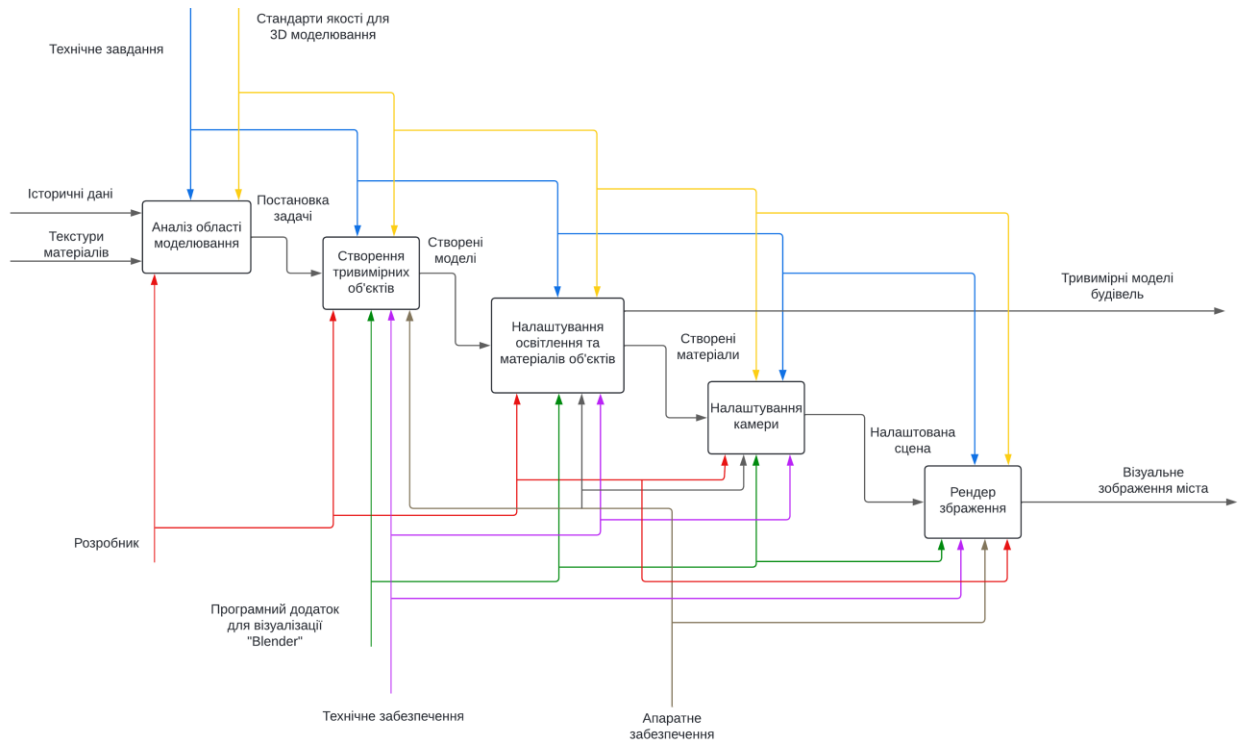 Стандарти якості для
3D моделювання
Технічне завдання
Історичні дані
Текстури
матеріалів
Аналіз області
моделювання
Постановка
задачі
Створення
тривимірних
об'єктів
Створені
моделі
Налаштування
освітлення та
матеріалів об'єктів
Тривимірні моделі
будівель
Створені
матеріали
Налаштування
камери
Налаштована
сцена
Рендер
збраження
Візуальне
зображення міста
Розробник
Програмний додаток
для візуалізації
"Blender"
Технічне забезпечення
Апаратне
забезпечення